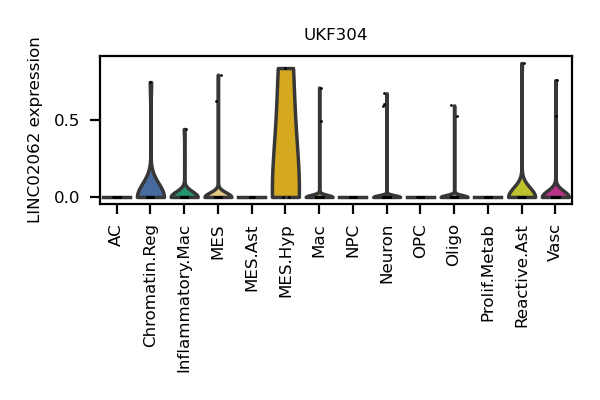 UKF304
LINC02062 expression
0.5
0.0
AC
Chromatin.Reg
Inflammatory.Mac
MES
MES.Ast
MES.Hyp
Mac
NPC
Neuron
OPC
Oligo
Prolif.Metab
Reactive.Ast
Vasc